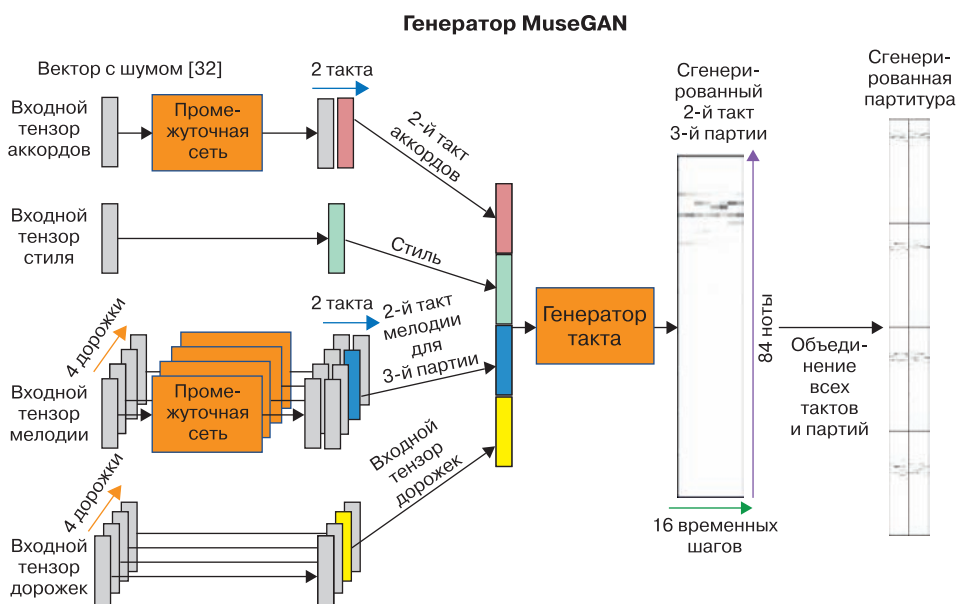 Генератор MuseGAN
Вектор с шумом [32]
2 такта
Входной
тензор
аккордов
Проме-
жуточная
сеть
2-й такт
аккордов
Входной
тензор
стиля
Стиль
4 дорожки
2 такта
2-й такт
мелодии
для
3-й партии
Входной
тензор
мелодии
Проме-
жуточная
сеть
4 дорожки
Входной
тензор
дорожек
Входной
тензор
дорожек
Генератор
такта
Сгенери-
рованный
2-й такт
3-й партии
84 ноты
16 временных
шагов
Объеди-
нение
всех
тактов
и партий
Сгенери-
рованная
партитура